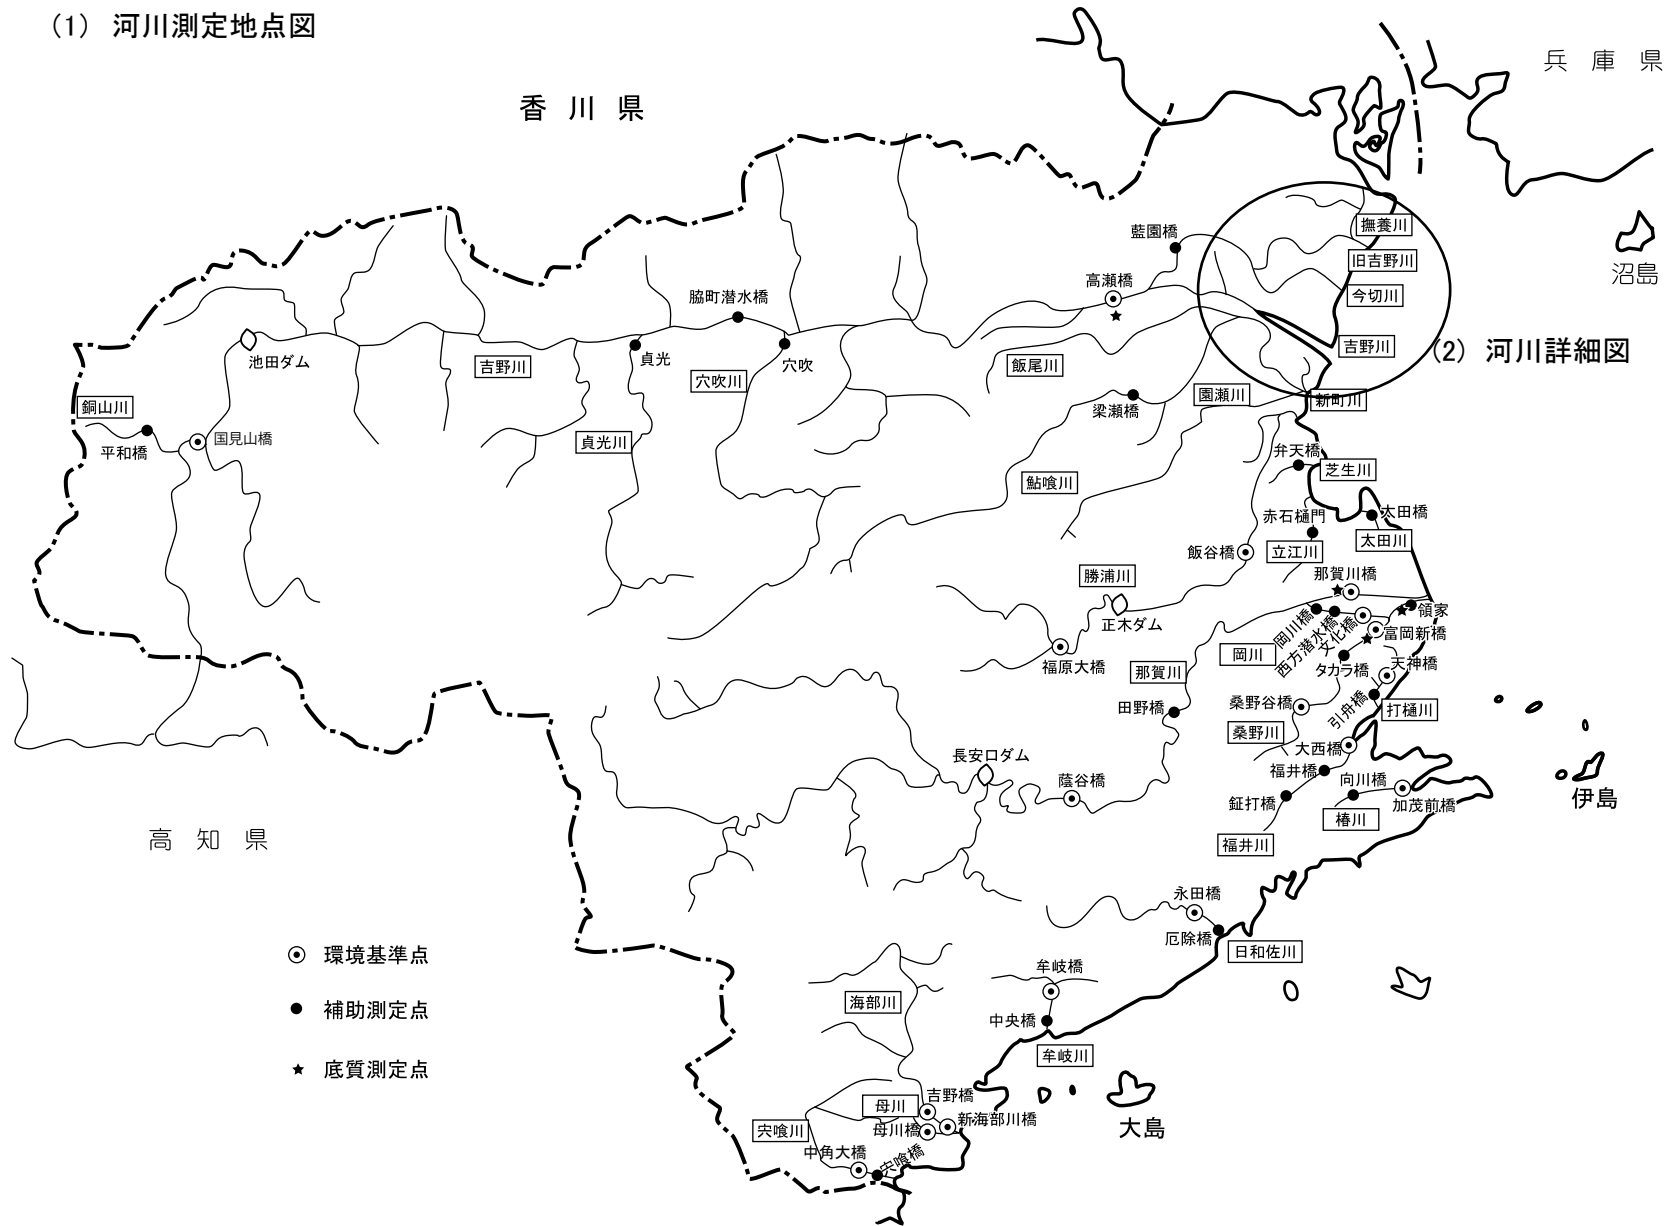 (1) 河川測定地点図
兵庫県
香川県
沼島
撫養川
藍園橋
旧吉野川
高瀬橋
今切川
脇町潜水橋
吉野川
(2) 河川詳細図
池田ダム
吉野川
貞光
穴吹
飯尾川
穴吹川
園瀬川
新町川
銅山川
梁瀬橋
国見山橋
貞光川
平和橋
弁天橋
芝生川
鮎喰川
太田橋
赤石樋門
太田川
飯谷橋
立江川
勝浦川
那賀川橋
正木ダム
領家
岡川橋
西方潜水橋
文化橋
富岡新橋
岡川
福原大橋
那賀川
タカラ橋
天神橋
田野橋
桑野谷橋
引舟橋
打樋川
桑野川
大西橋
長安口ダム
福井橋
蔭谷橋
向川橋
鉦打橋
加茂前橋
伊島
椿川
高知県
福井川
永田橋
厄除橋
日和佐川
環境基準点
牟岐橋
海部川
補助測定点
中央橋
牟岐川
底質測定点
吉野橋
母川
新海部川橋
大島
宍喰川
母川橋
中角大橋
宍喰橋